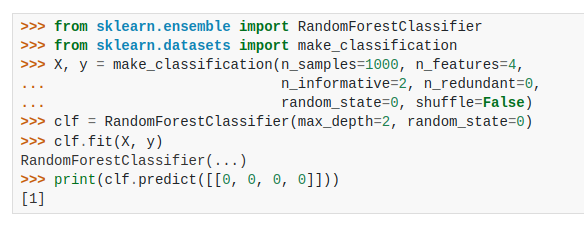 >>> from sklearn.ensemble import RandomForestClassifier
>>> from sklearn.datasets import make_classification
>>> X, y = make_classification(n_samples=1000, n_features=4,
...                            n_informative=2, n_redundant=0,
...                            random_state=0, shuffle=False)
>>> clf = RandomForestClassifier(max_depth=2, random_state=0)
>>> clf.fit(X, y)
RandomForestClassifier(...)
>>> print(clf.predict([[0, 0, 0, 0]]))
[1]